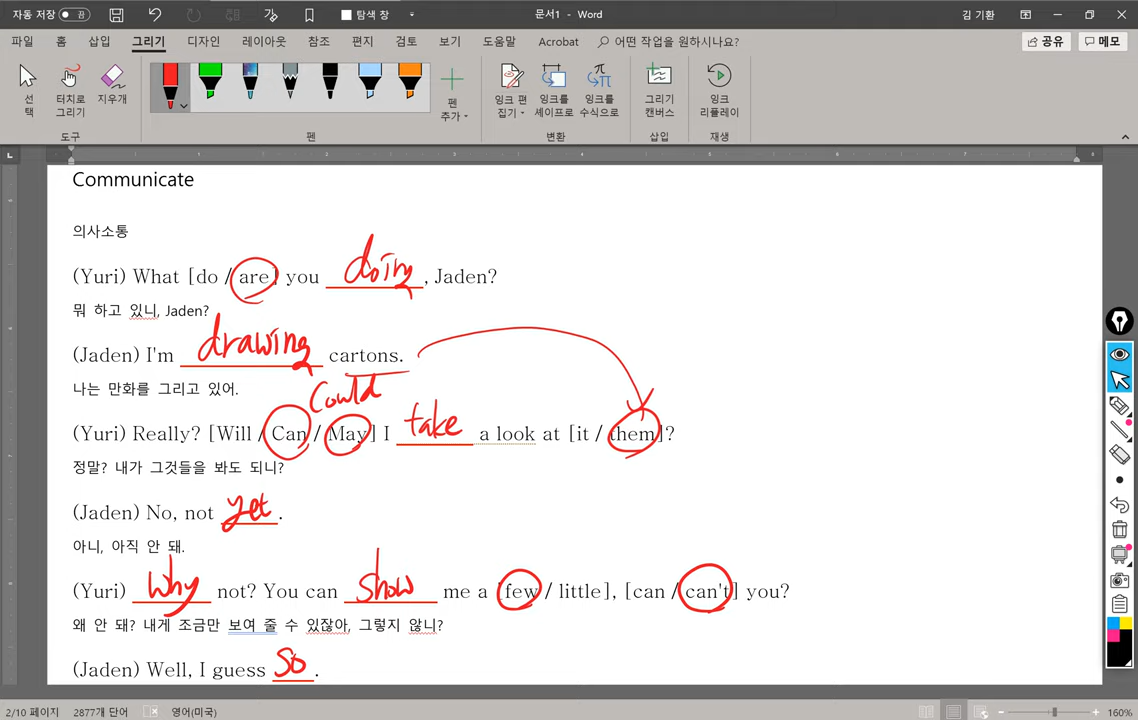 자동 저장 끔 탐색 창 문서1 - Word 김 기환
파일 홈 삽입 그리기 디자인 레이아웃 참조 편지 검토 보기 도움말 Acrobat 어떤 작업을 원하시나요? 공유 메모
선택 터치로 그리기 지우개 펜 추가 잉크 편집기 잉크를 셰이프로 잉크를 수식으로 그리기 캔버스 잉크 리플레이
도구 펜 변환 삽입 재생
Communicate
의사소통
(Yuri) What [do / are] you doing, Jaden?
뭐 하고 있니, Jaden?
(Jaden) I'm drawing cartons.
나는 만화를 그리고 있어.
Could
(Yuri) Really? [Will / Can / May] I take a look at [it / them]?
정말? 내가 그것들을 봐도 되니?
(Jaden) No, not yet.
아니, 아직 안 돼.
(Yuri) Why not? You can show me a [few / little], [can / can't] you?
왜 안 돼? 내게 조금만 보여 줄 수 있잖아, 그렇지 않니?
(Jaden) Well, I guess so.
2/10 페이지 2877개 단어 영어(미국) 160%